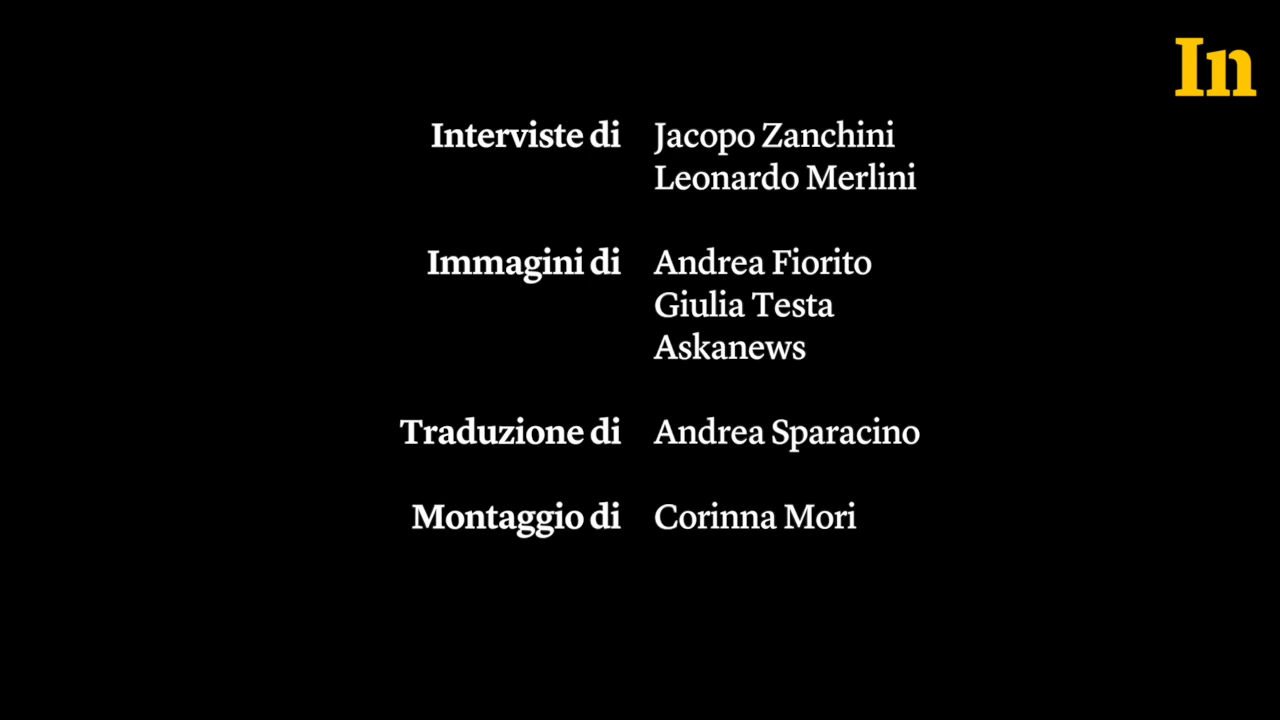 In
Interviste di Jacopo Zanchini
Leonardo Merlini
Immagini di Andrea Fiorito
Giulia Testa
Askanews
Traduzione di Andrea Sparacino
Montaggio di Corinna Mori